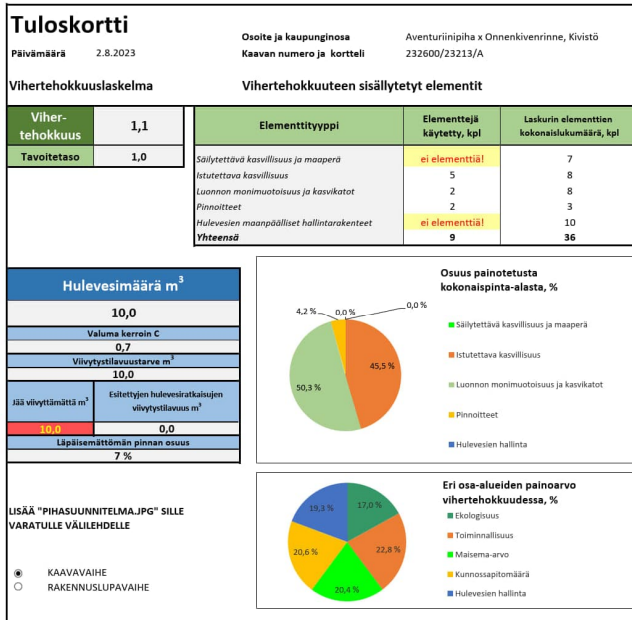 Tuloskortti
Osoite ja kaupunginosa Aventuriinipiha x Onnenkivenrinne, Kivistö
Päivämäärä 2.8.2023 Kaavan numero ja kortteli 232600/23213/A
Vihertehokkuuslaskelma Vihertehokkuuteen sisällytetyt elementit
Viher-
tehokkuus 1,1
Tavoitetaso 1,0
Elementtityyppi
Elementtejä
käytetty, kpl
Laskurin elementtien
kokonaislukumäärä, kpl
Säilytettävä kasvillisuus ja maaperä ei elementtiä! 7
Istutettava kasvillisuus 5 8
Luonnon monimuotoisuus ja kasvikatot 2 8
Pinnoitteet 2 3
Hulevesien maanpäälliset hallintarakenteet ei elementtiä! 10
Yhteensä 9 36
Hulevesimäärä m³
10,0
Valuma kerroin C
0,7
Viivytystilavuustarve m³
10,0
Jää viivyttämättä m³
Esitettyjen hulevesiratkaisujen
viivytystilavuus m³
10,0 0,0
Läpäisemättömän pinnan osuus
7 %
Osuus painotetusta
kokonaispinta-alasta, %
4,2 % 0,0 % 0,0 %
45,5 %
50,3 %
Säilytettävä kasvillisuus ja maaperä
Istutettava kasvillisuus
Luonnon monimuotoisuus ja kasvikatot
Pinnoitteet
Hulevesien hallinta
LISÄÄ "PIHASUUNNITELMA.JPG" SILLE
VARATULLE VÄLILEHDELLE
KAAVAVAIHE
RAKENNUSLUPAVAIHE
Eri osa-alueiden painoarvo
vihertehokkuudessa, %
19,3 % 17,0 %
20,6 % 22,8 %
20,4 %
Ekologisuus
Toiminnallisuus
Maisema-arvo
Kunnossapitomäärä
Hulevesien hallinta